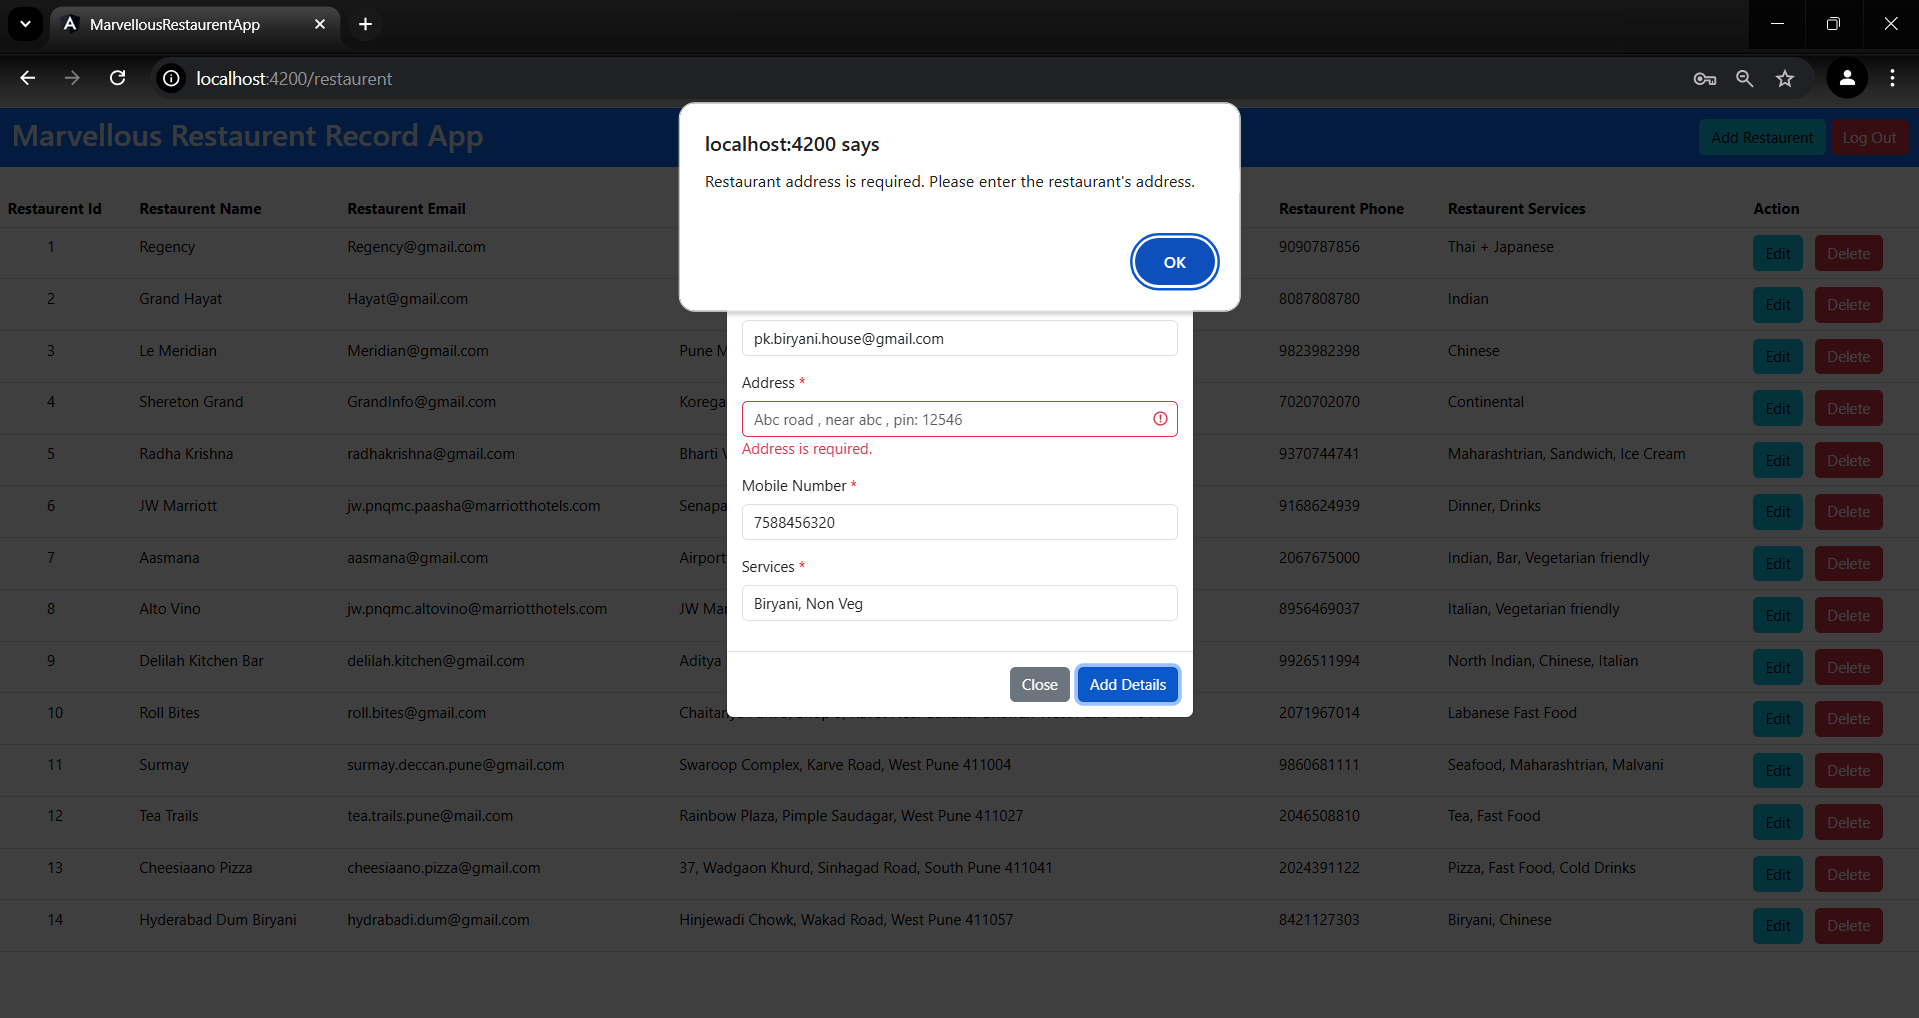 MarvellousRestaurentApp
localhost:4200/restaurent
Marvellous Restaurent Record App
Add Restaurent Log Out
localhost:4200 says
Restaurant address is required. Please enter the restaurant's address.
OK
Restaurent Id Restaurent Name Restaurent Email Restaurent Phone Restaurent Services Action
1 Regency Regency@gmail.com 9090787856 Thai + Japanese Edit Delete
2 Grand Hayat Hayat@gmail.com 8087808780 Indian Edit Delete
3 Le Meridian Meridian@gmail.com Pune 9823982398 Chinese Edit Delete
4 Shereton Grand GrandInfo@gmail.com Korega 7020702070 Continental Edit Delete
5 Radha Krishna radhakrishna@gmail.com Bharti 9370744741 Maharashtrian, Sandwich, Ice Cream Edit Delete
6 JW Marriott jw.pnqmc.paasha@marriotthotels.com Senapa 9168624939 Dinner, Drinks Edit Delete
7 Aasmana aasmana@gmail.com Airport 2067675000 Indian, Bar, Vegetarian friendly Edit Delete
8 Alto Vino jw.pnqmc.altovino@marriotthotels.com JW Mar 8956469037 Italian, Vegetarian friendly Edit Delete
9 Delilah Kitchen Bar delilah.kitchen@gmail.com Aditya 9926511994 North Indian, Chinese, Italian Edit Delete
10 Roll Bites roll.bites@gmail.com 2071967014 Labanese Fast Food Edit Delete
11 Surmay surmay.deccan.pune@gmail.com Swaroop Complex, Karve Road, West Pune 411004 9860681111 Seafood, Maharashtrian, Malvani Edit Delete
12 Tea Trails tea.trails.pune@mail.com Rainbow Plaza, Pimple Saudagar, West Pune 411027 2046508810 Tea, Fast Food Edit Delete
13 Cheesiaano Pizza cheesiaano.pizza@gmail.com 37, Wadgaon Khurd, Sinhagad Road, South Pune 411041 2024391122 Pizza, Fast Food, Cold Drinks Edit Delete
14 Hyderabad Dum Biryani hydrabadi.dum@gmail.com Hinjewadi Chowk, Wakad Road, West Pune 411057 8421127303 Biryani, Chinese Edit Delete
pk.biryani.house@gmail.com
Address *
Abc road , near abc , pin: 12546
Address is required.
Mobile Number *
7588456320
Services *
Biryani, Non Veg
Close Add Details